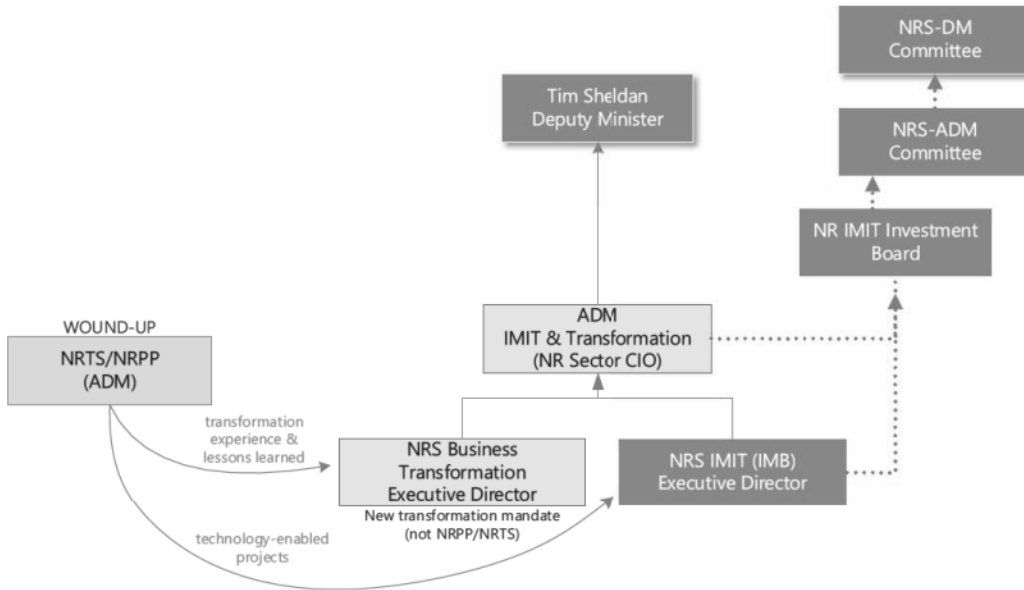 NRS-DM
Committee
Tim Sheldan
Deputy Minister
NRS-ADM
Committee
NR IMIT Investment
Board
ADM
IMIT & Transformation
(NR Sector CIO)
WOUND-UP
NRTS/NRPP
(ADM)
transformation
experience &
lessons learned
NRS Business
Transformation
Executive Director
NRS IMIT (IMB)
Executive Director
New transformation mandate
(not NRPP/NRTS)
technology-enabled
projects